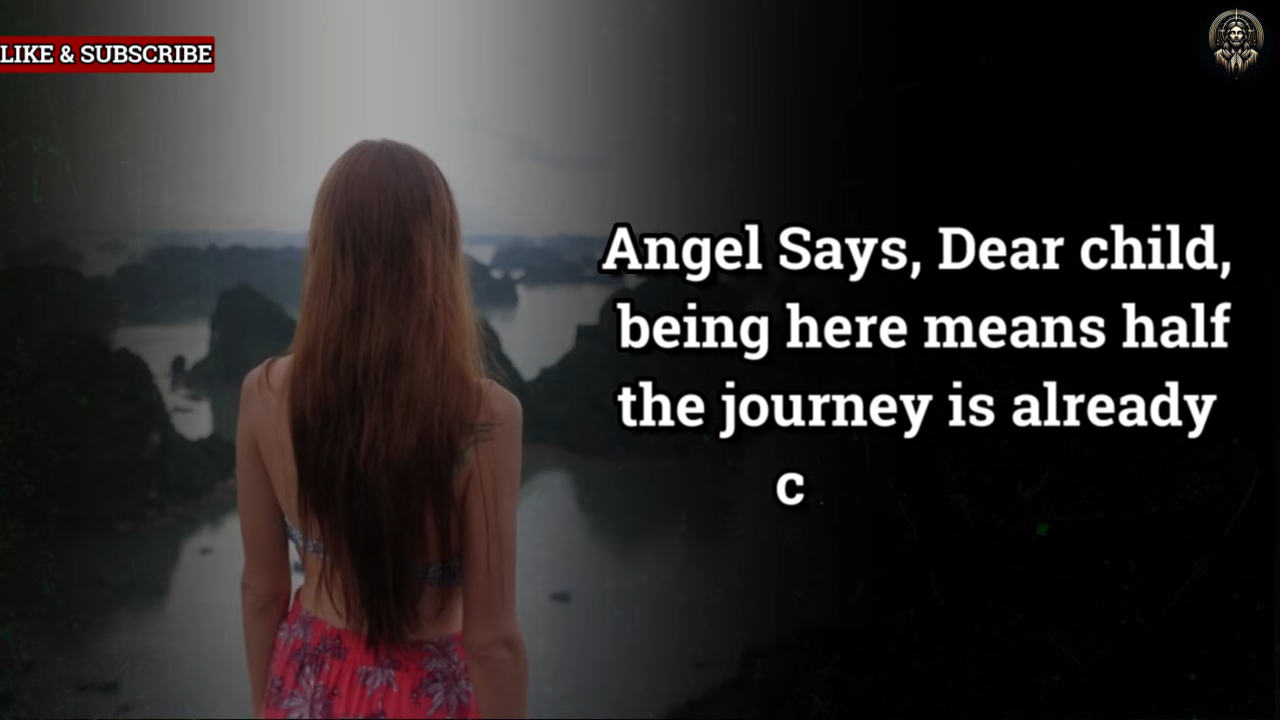 LIKE & SUBSCRIBE
Angel Says, Dear child,
being here means half
the journey is already
c